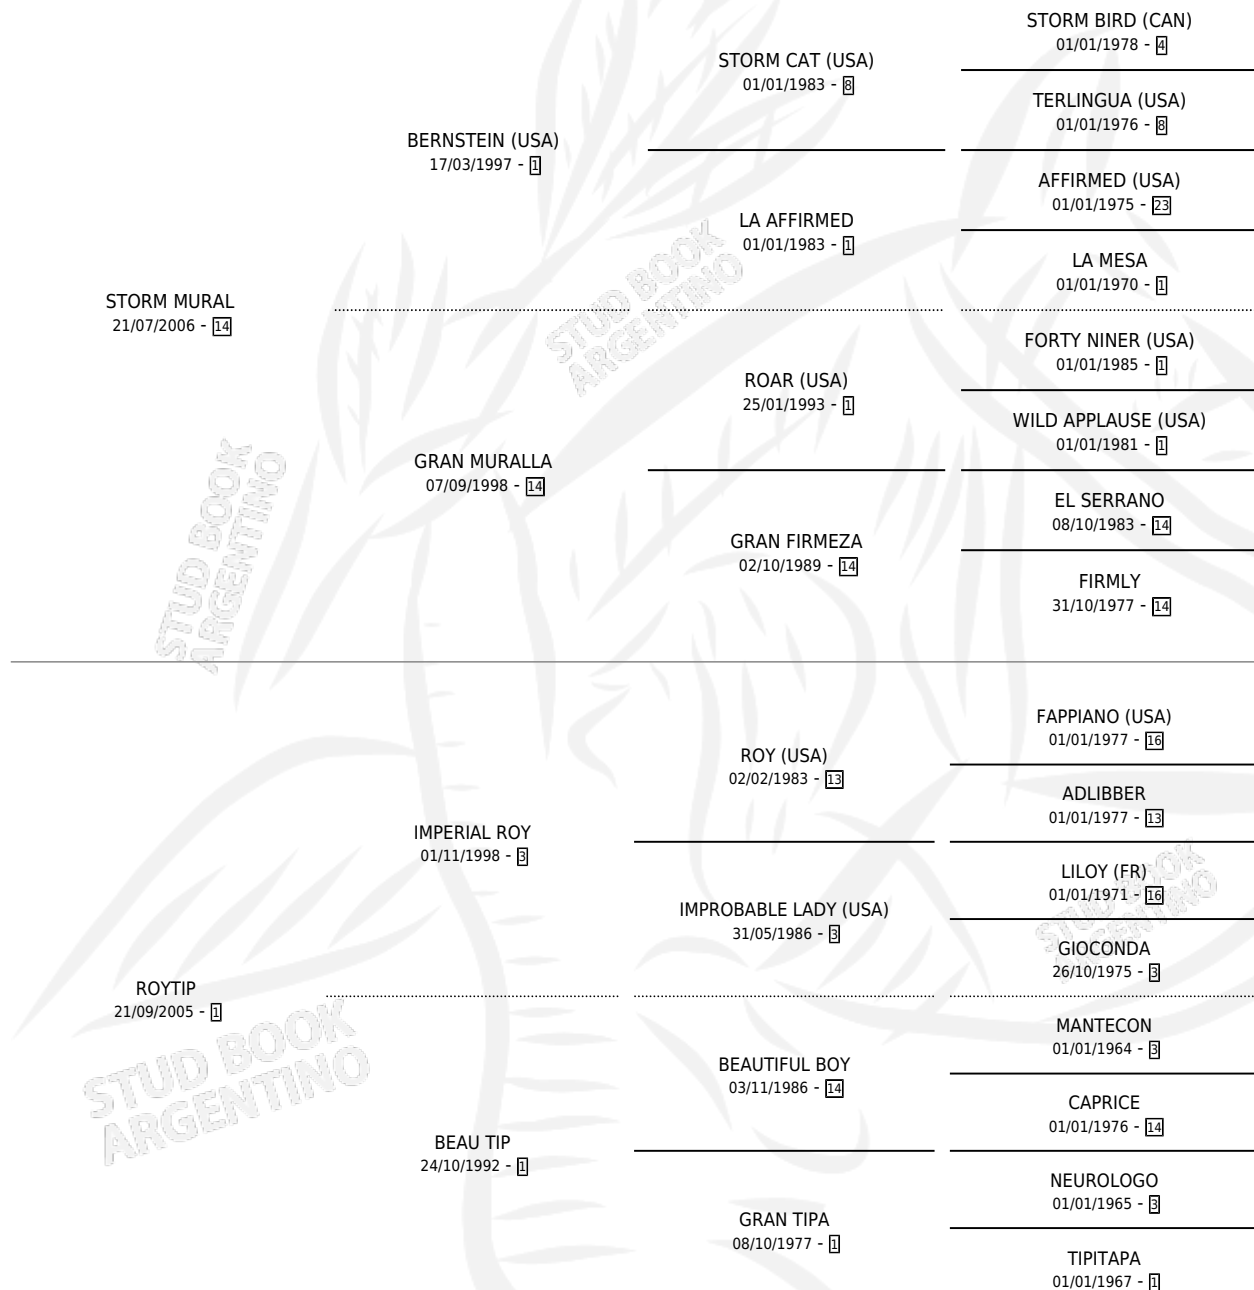 STORM BIRD (CAN)
01/01/1978 - 4
STORM CAT (USA)
01/01/1983 - 8
TERLINGUA (USA)
01/01/1976 - 8
BERNSTEIN (USA)
17/03/1997 - 1
AFFIRMED (USA)
01/01/1975 - 23
LA AFFIRMED
01/01/1983 - 1
LA MESA
01/01/1970 - 1
STORM MURAL
21/07/2006 - 14
FORTY NINER (USA)
01/01/1985 - 1
ROAR (USA)
25/01/1993 - 1
WILD APPLAUSE (USA)
01/01/1981 - 1
GRAN MURALLA
07/09/1998 - 14
EL SERRANO
08/10/1983 - 14
GRAN FIRMEZA
02/10/1989 - 14
FIRMLY
31/10/1977 - 14
FAPPIANO (USA)
01/01/1977 - 16
ROY (USA)
02/02/1983 - 13
ADLIBBER
01/01/1977 - 13
IMPERIAL ROY
01/11/1998 - 3
LILOY (FR)
01/01/1971 - 16
IMPROBABLE LADY (USA)
31/05/1986 - 3
GIOCONDA
26/10/1975 - 3
ROYTIP
21/09/2005 - 1
MANTECON
01/01/1964 - 3
BEAUTIFUL BOY
03/11/1986 - 14
CAPRICE
01/01/1976 - 14
BEAU TIP
24/10/1992 - 1
NEUROLOGO
01/01/1965 - 3
GRAN TIPA
08/10/1977 - 1
TIPITAPA
01/01/1967 - 1
STUD BOOK
ARGENTINO
STUD BOOK
ARGENTINO
STUD BOOK
ARGENTINO
STUD BOOK
ARGENTINO